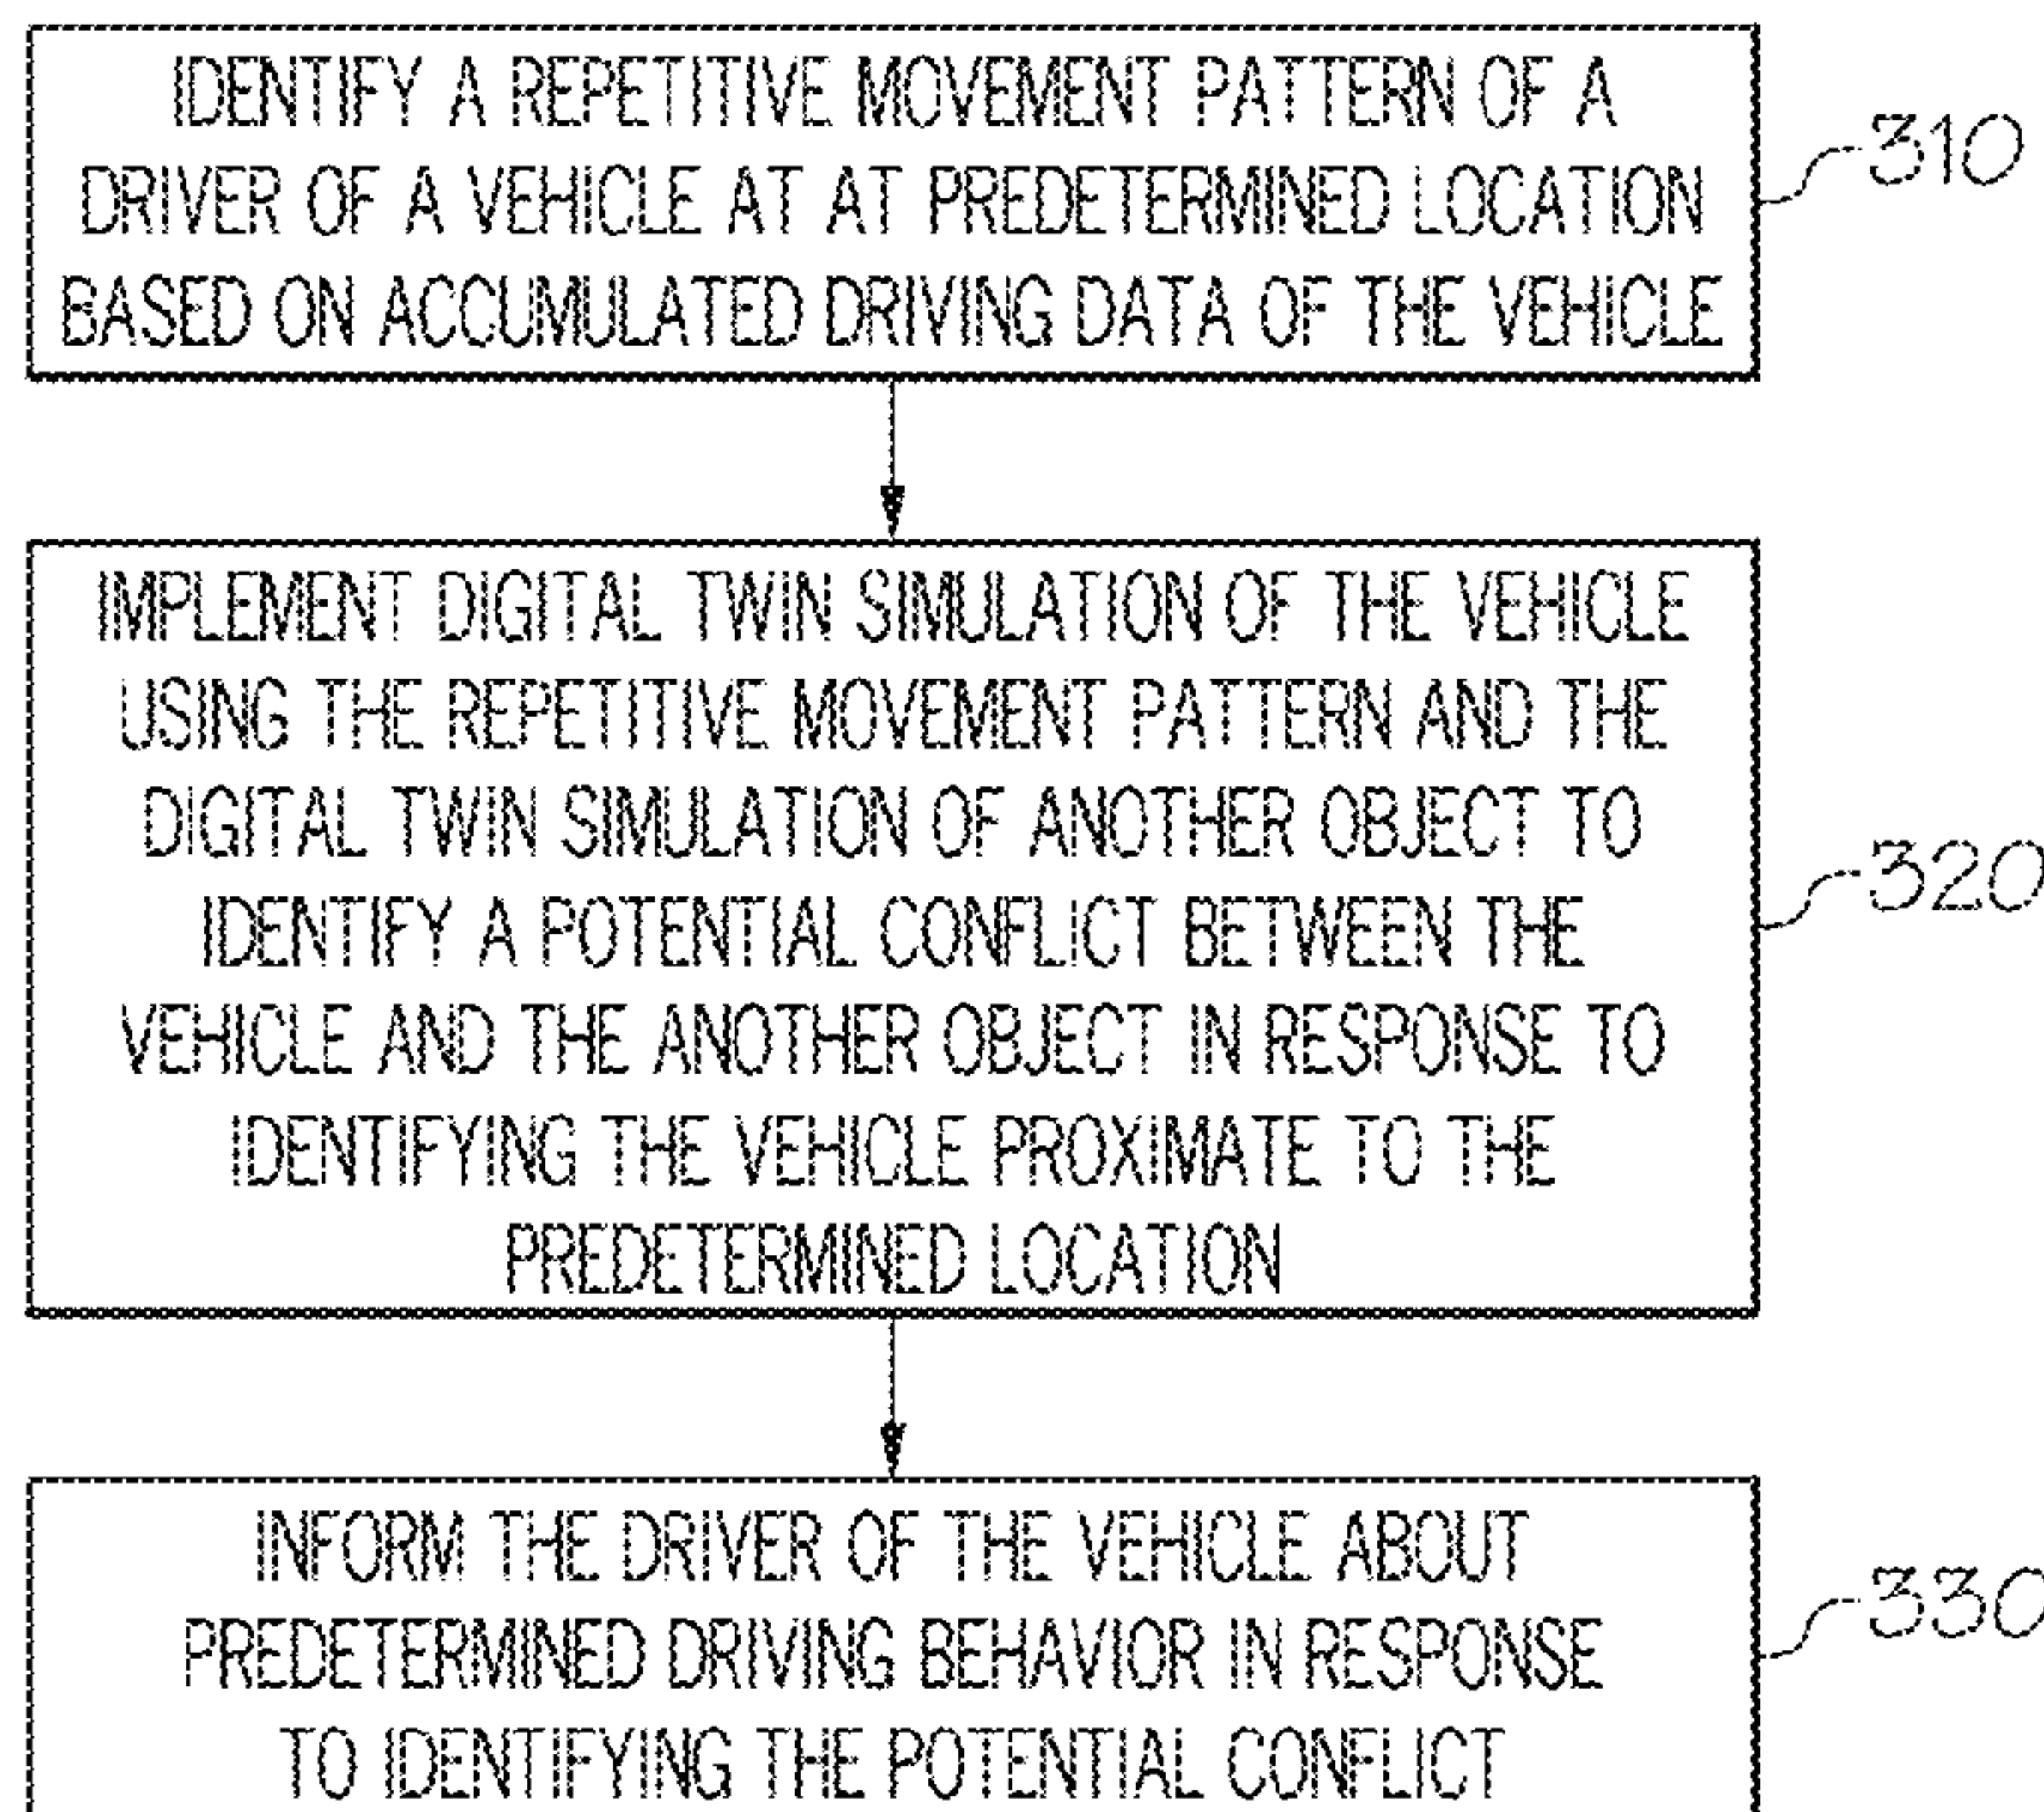 IDENTIFY A REPETITIVE MOVEMENT PATTERN OF A
DRIVER OF A VEHICLE AT AT PREDETERMINED LOCATION
BASED ON ACCUMULATED DRIVING DATA OF THE VEHICLE
310
IMPLEMENT DIGITAL TWIN SIMULATION OF THE VEHICLE
USING THE REPETITIVE MOVEMENT PATTERN AND THE
DIGITAL TWIN SIMULATION OF ANOTHER OBJECT TO
IDENTIFY A POTENTIAL CONFLICT BETWEEN THE
VEHICLE AND THE ANOTHER OBJECT IN RESPONSE TO
IDENTIFYING THE VEHICLE PROXIMATE TO THE
PREDETERMINED LOCATION
320
INFORM THE DRIVER OF THE VEHICLE ABOUT
PREDETERMINED DRIVING BEHAVIOR IN RESPONSE
TO IDENTIFYING THE POTENTIAL CONFLICT
330